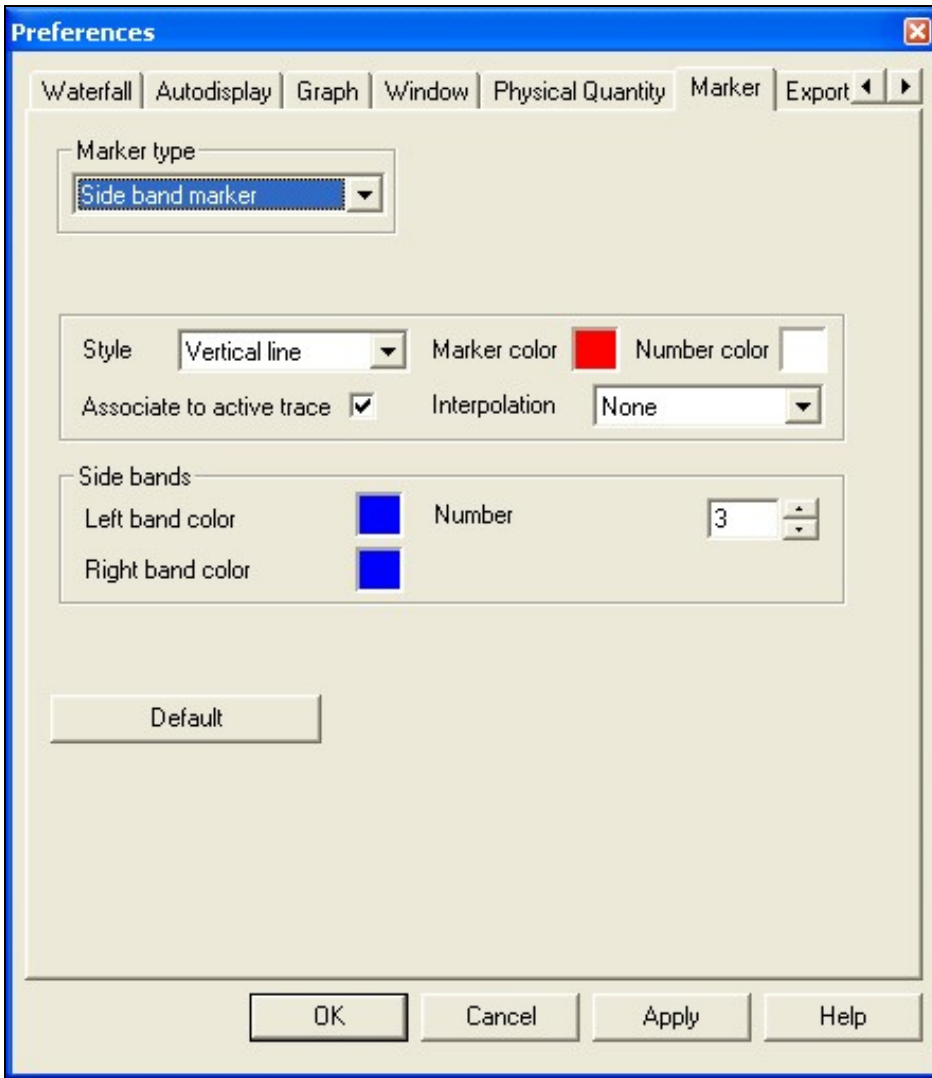 Preferences
Waterfall Autodisplay Graph Window Physical Quantity Marker Export
Marker type
Side band marker
Style Vertical line Marker color Number color
Associate to active trace Interpolation None
Side bands
Left band color Number 3
Right band color
Default
OK Cancel Apply Help